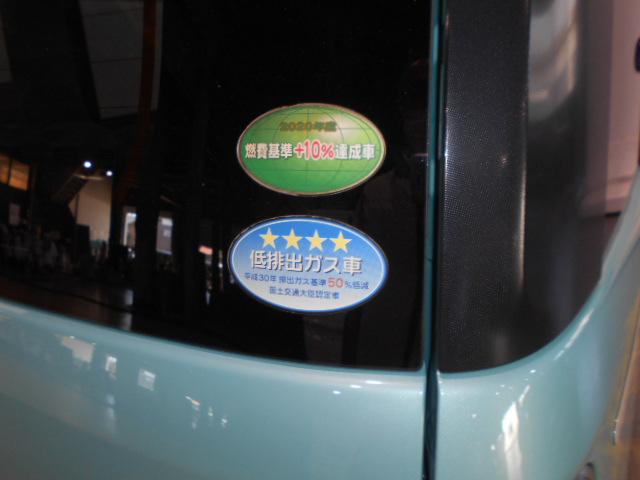 2020年度
燃費基準+10%達成車
低排出ガス車
平成30年 排出ガス基準50%低減
国土交通大臣認定車